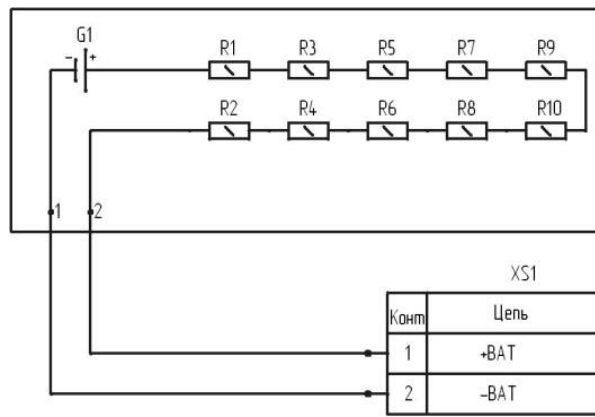 G1
- +
R1 R3 R5 R7 R9
R2 R4 R6 R8 R10
1 2
XS1
Конт Цепь
1 +BAT
2 -BAT